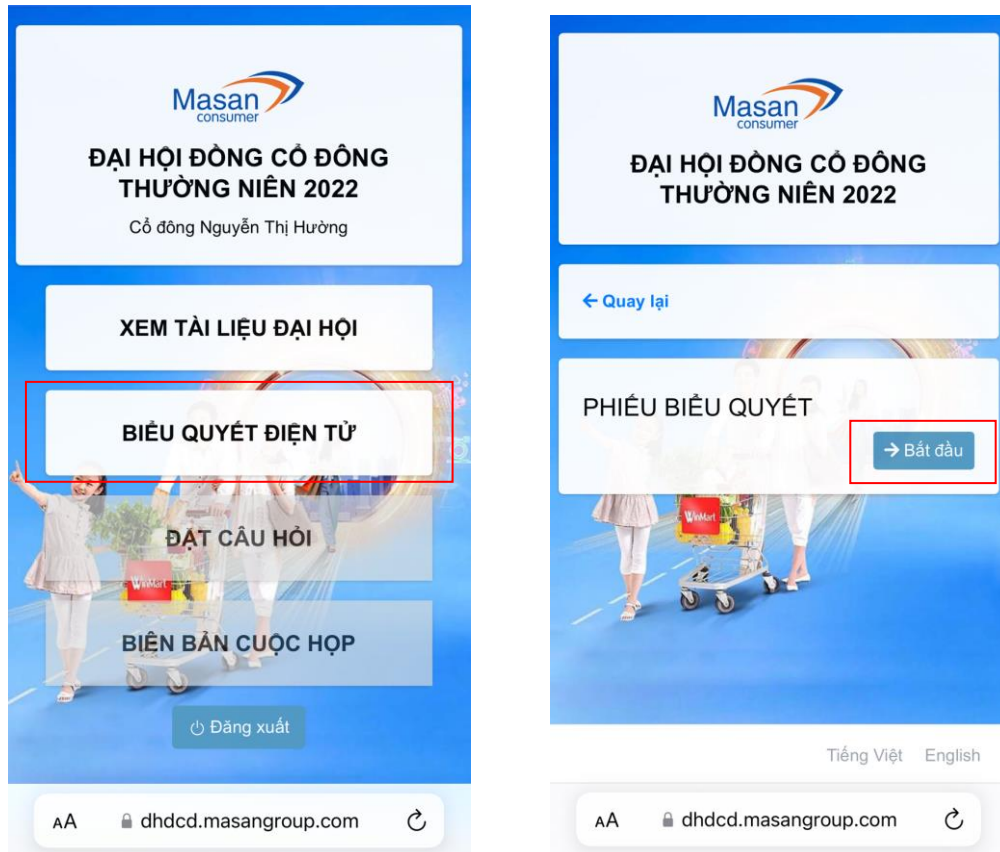 Masan
consumer
ĐẠI HỘI ĐỒNG CỔ ĐÔNG
THƯỜNG NIÊN 2022
Cổ đông Nguyễn Thị Hường
XEM TÀI LIỆU ĐẠI HỘI
BIỂU QUYẾT ĐIỆN TỬ
ĐẶT CÂU HỎI
WinMart
BIÊN BẢN CUỘC HỌP
Đăng xuất
AA dhdcd.masangroup.com
Masan
consumer
ĐẠI HỘI ĐỒNG CỔ ĐÔNG
THƯỜNG NIÊN 2022
← Quay lại
PHIẾU BIỂU QUYẾT
→ Bắt đầu
WinMart
Tiếng Việt English
AA dhdcd.masangroup.com